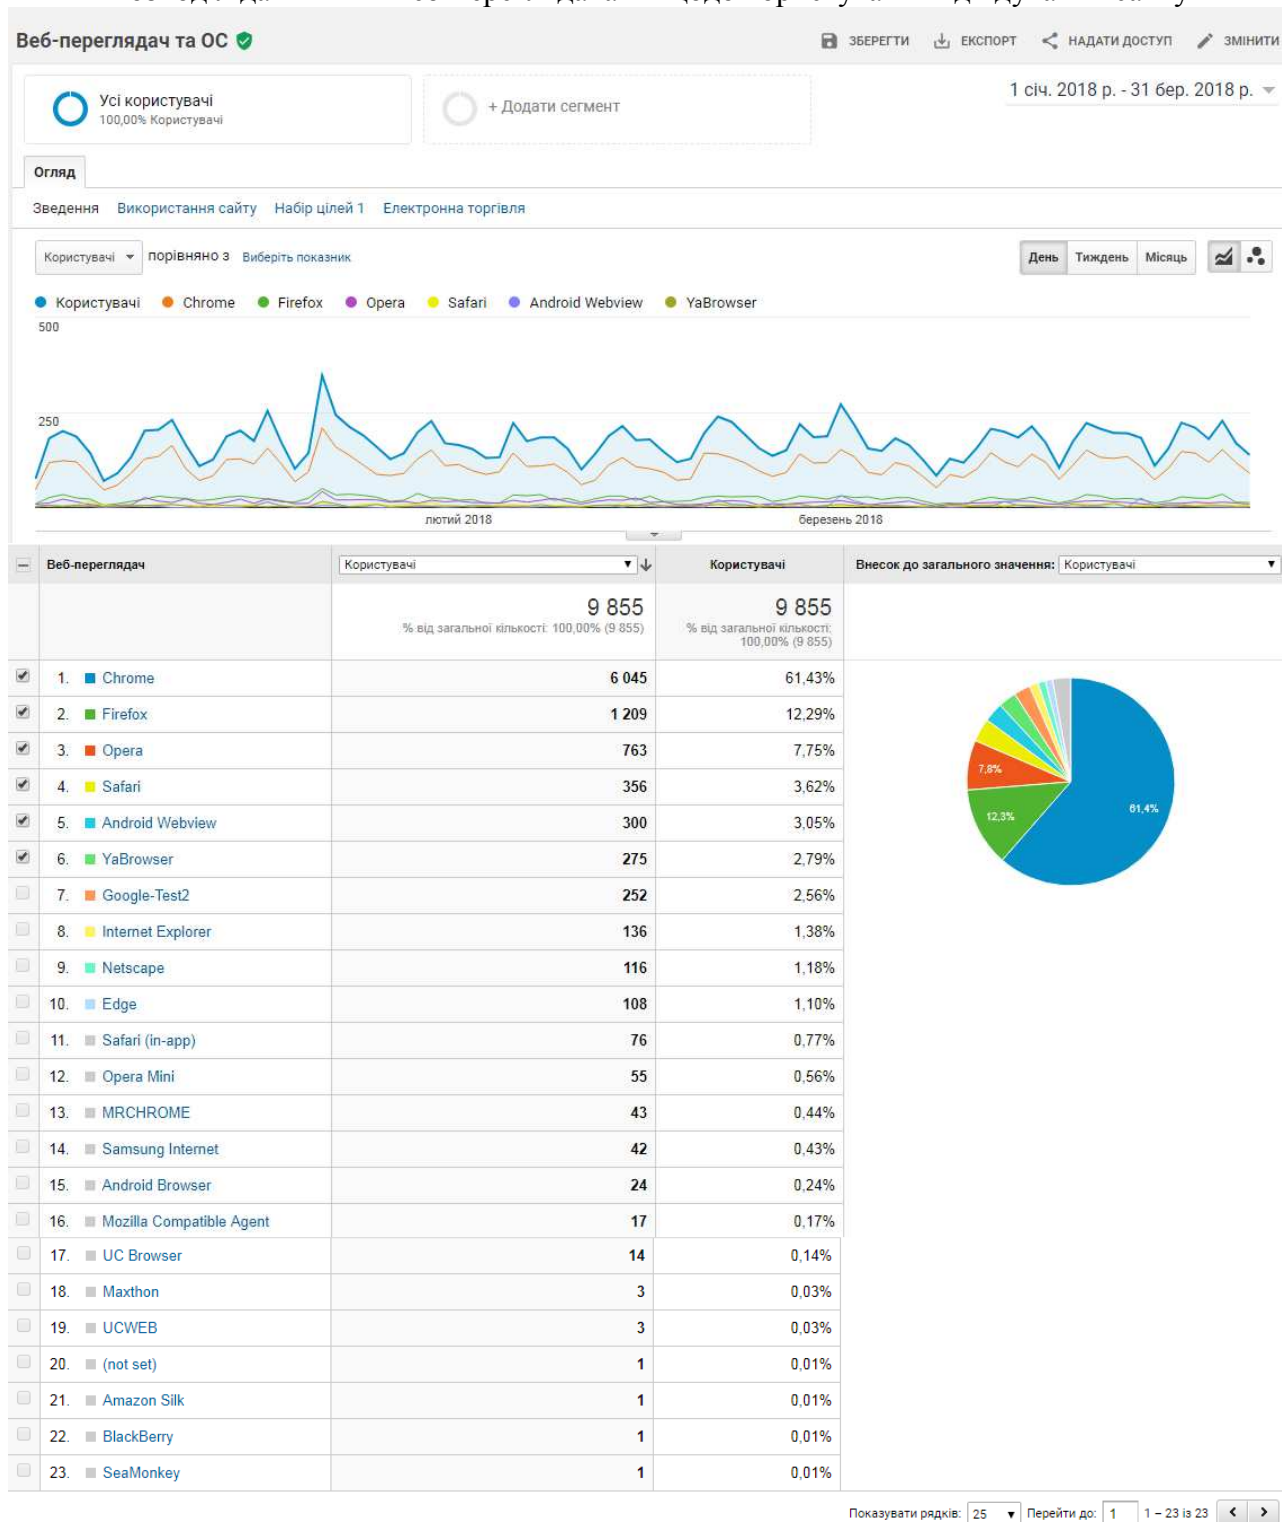 Веб-переглядач та ОС
ЗБЕРЕГТИ ЕКСПОРТ НАДАТИ ДОСТУП ЗМІНИТИ
Усі користувачі
100,00% Користувачі
+ Додати сегмент
1 січ. 2018 р. - 31 бер. 2018 р.
Огляд
Зведення Використання сайту Набір цілей 1 Електронна торгівля
Користувачі порівняно з Виберіть показник
День Тиждень Місяць
Користувачі Chrome Firefox Opera Safari Android Webview YaBrowser
500
250
лютий 2018 березень 2018
Веб-переглядач Користувачі Користувачі Внесок до загального значення: Користувачі
9 855 9 855
% від загальної кількості: 100,00% (9 855) % від загальної кількості:
100,00% (9 855)
1. Chrome 6 045 61,43%
2. Firefox 1 209 12,29%
3. Opera 763 7,75%
4. Safari 356 3,62%
5. Android Webview 300 3,05%
6. YaBrowser 275 2,79%
7. Google-Test2 252 2,56%
8. Internet Explorer 136 1,38%
9. Netscape 116 1,18%
10. Edge 108 1,10%
11. Safari (in-app) 76 0,77%
12. Opera Mini 55 0,56%
13. MRCHROME 43 0,44%
14. Samsung Internet 42 0,43%
15. Android Browser 24 0,24%
16. Mozilla Compatible Agent 17 0,17%
17. UC Browser 14 0,14%
18. Maxthon 3 0,03%
19. UCWEB 3 0,03%
20. (not set) 1 0,01%
21. Amazon Silk 1 0,01%
22. BlackBerry 1 0,01%
23. SeaMonkey 1 0,01%
7,8%
12,3%
61,4%
Показувати рядків: 25 Перейти до: 1 1 – 23 із 23